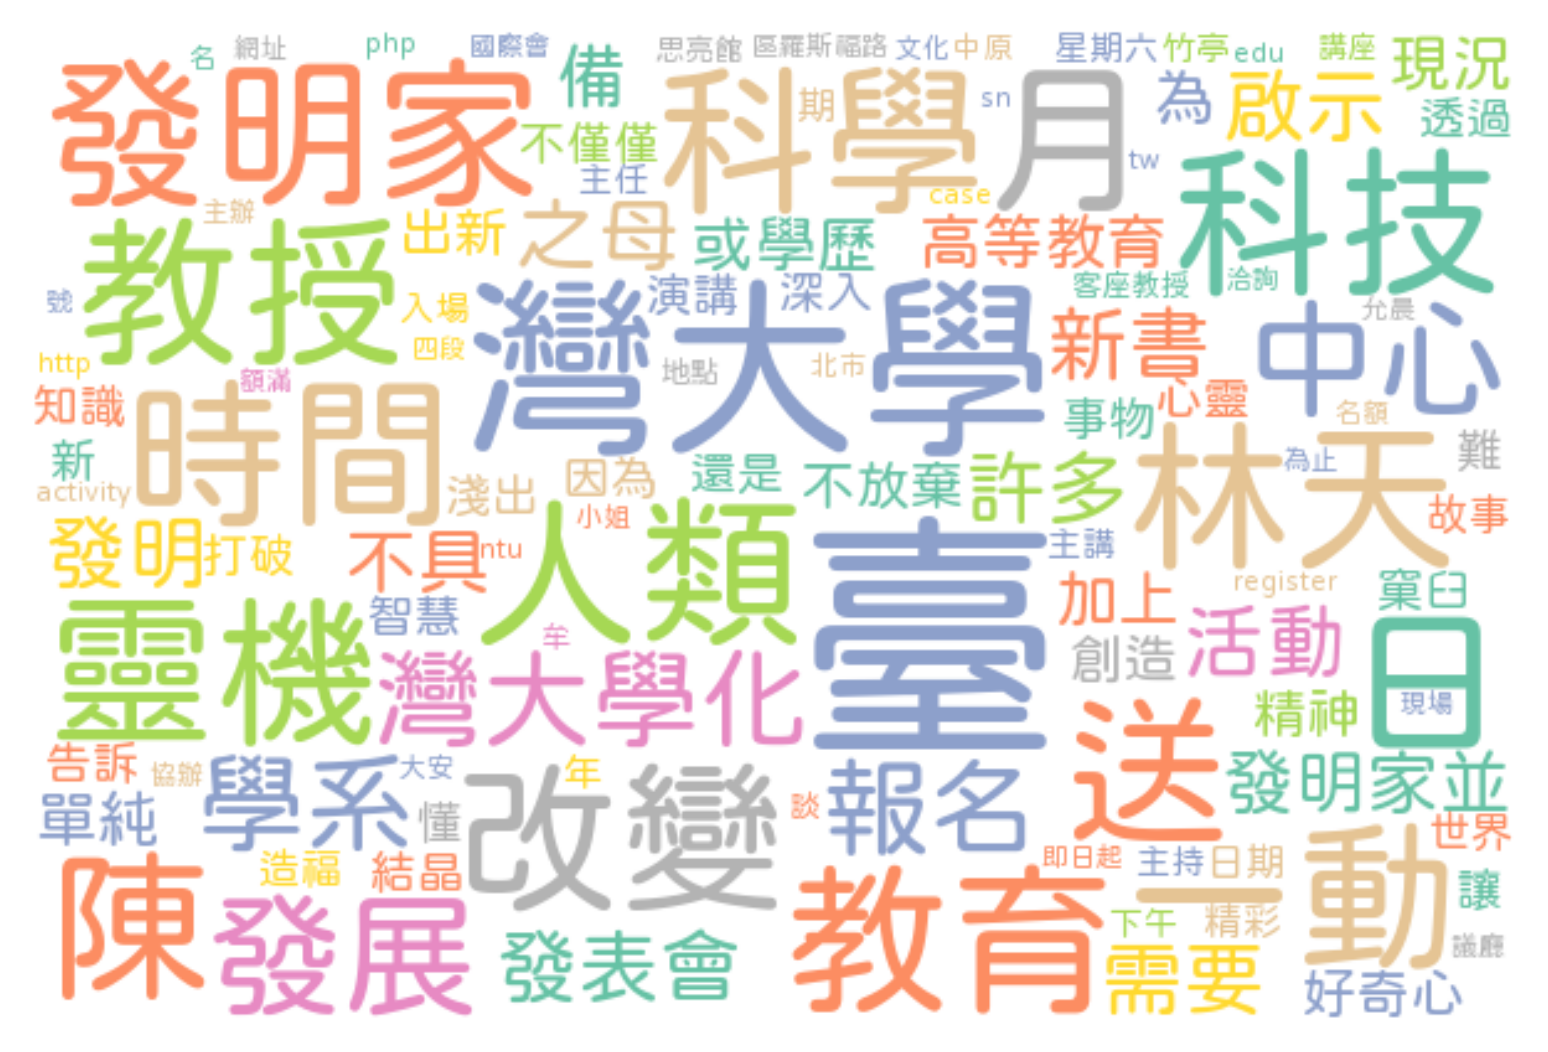 名 網址 php 國際會 備 思亮館 區羅斯福路 文化 中原 星期六 竹亭 edu 講座 現況
發明家 不僅僅 科學 期 sn 月 為 啟示 透過
主任 case tw 科技
主辦 教授 出新 之母 或學歷 高等教育
號 入場 灣大學 演講 深入 客座教授 洽詢 允晨
http 四段 地點 北市 新書 中心
額滿 知識 時間 事物 心靈 名額
新 淺出 因為 還是 不放棄 許多 林天 為止 難
activity 小姐 故事
發明 打破 不具 ntu 人類 臺 主講
加上 register 窠臼
靈機 智慧 牟 灣大學化 創造 活動 日
精神 現場
告訴 協辦 學系 大安 年 送 發明家並
單純 懂 改變 談 報名 世界
造福 結晶 即日起 主持 日期 一 動 讓
陳 發展 發表會 教育 下午 精彩 議廳
需要 好奇心